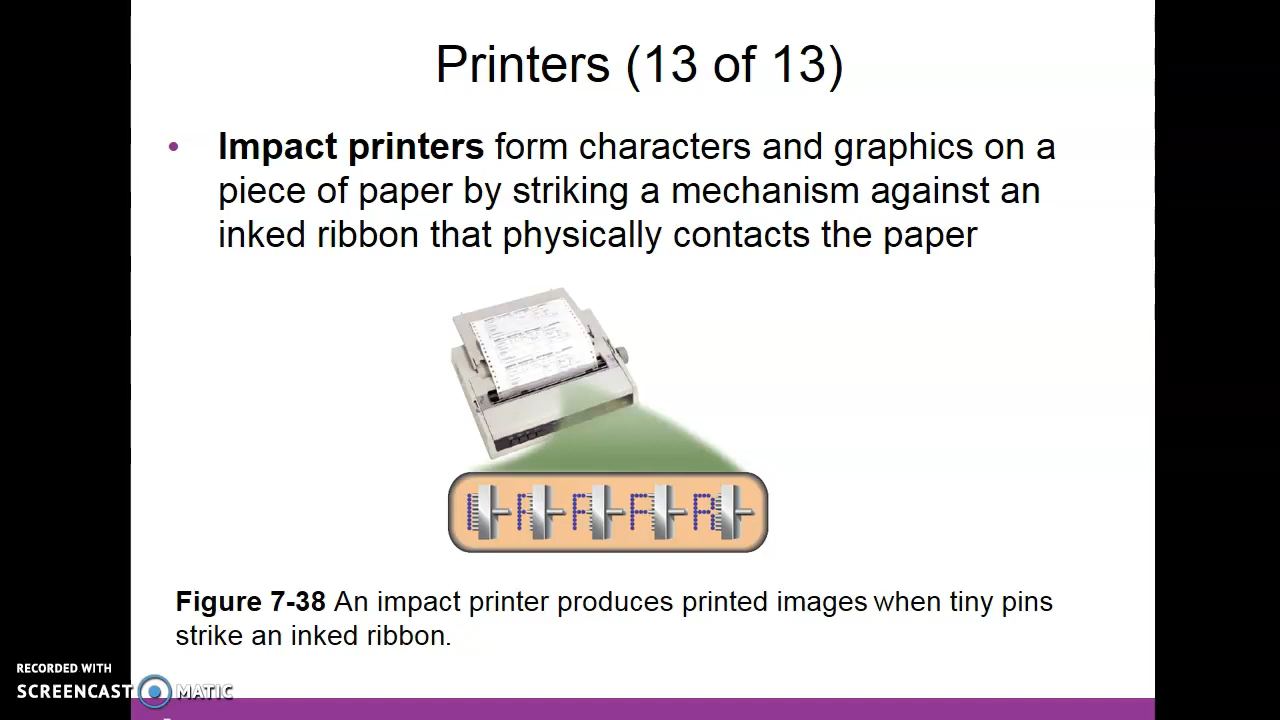 Printers (13 of 13)
• Impact printers form characters and graphics on a
piece of paper by striking a mechanism against an
inked ribbon that physically contacts the paper
Figure 7-38 An impact printer produces printed images when tiny pins
strike an inked ribbon.
RECORDED WITH
SCREENCAST MATIC